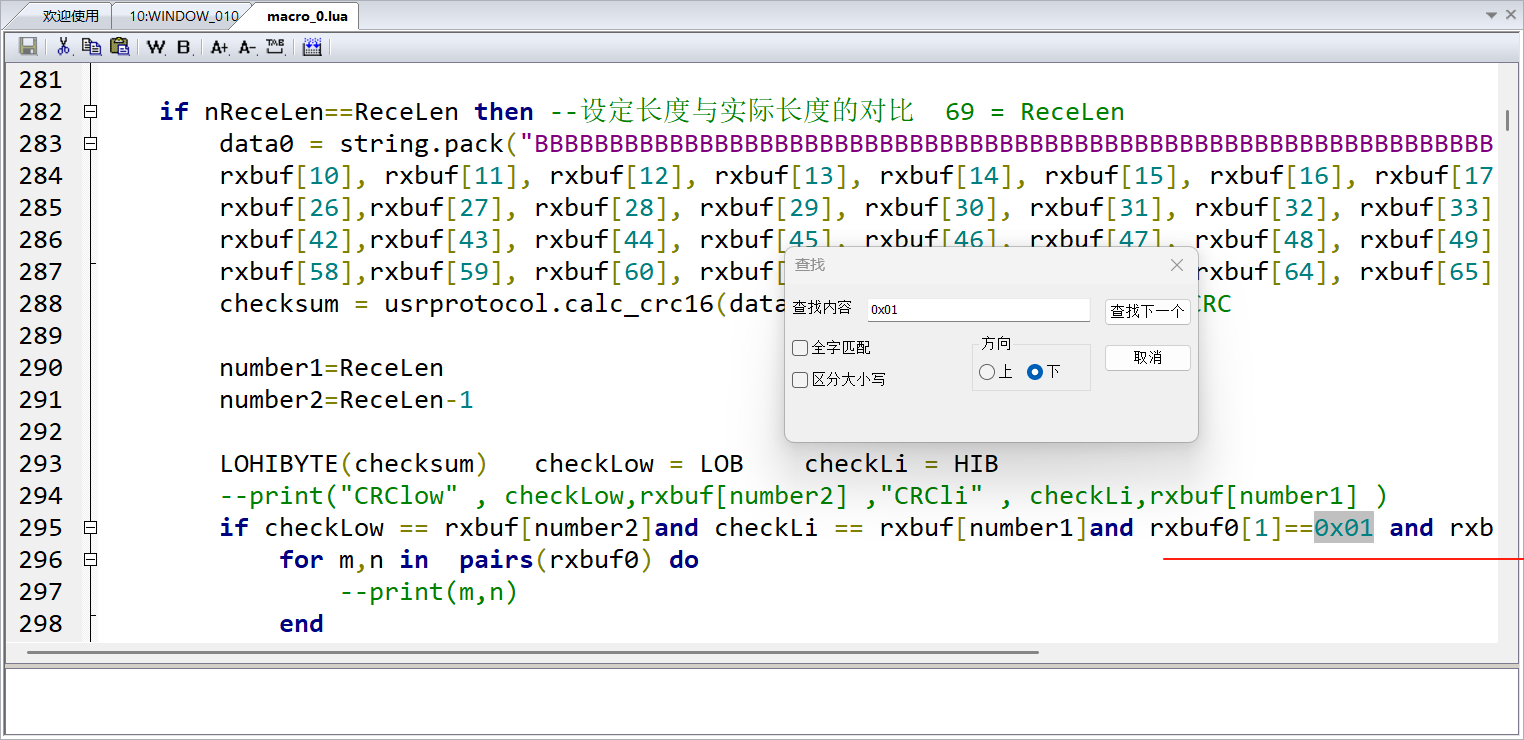 欢迎使用 10:WINDOW_010 macro_0.lua
W B A+ A- TAB
281
282 if nReceLen==ReceLen then --设定长度与实际长度的对比 69 = ReceLen
283 data0 = string.pack("BBBBBBBBBBBBBBBBBBBBBBBBBBBBBBBBBBBBBBBBBBBBBBBBBBBBBBBBBBBBBBBB
284 rxbuf[10], rxbuf[11], rxbuf[12], rxbuf[13], rxbuf[14], rxbuf[15], rxbuf[16], rxbuf[17
285 rxbuf[26],rxbuf[27], rxbuf[28], rxbuf[29], rxbuf[30], rxbuf[31], rxbuf[32], rxbuf[33]
286 rxbuf[42],rxbuf[43], rxbuf[44], rxbuf[45], rxbuf[46], rxbuf[47], rxbuf[48], rxbuf[49]
287 rxbuf[58],rxbuf[59], rxbuf[60], rxbuf[ rxbuf[64], rxbuf[65]
288 checksum = usrprotocol.calc_crc16(data CRC
289
290 number1=ReceLen
291 number2=ReceLen-1
292
293 LOHIBYTE(checksum) checkLow = LOB checkLi = HIB
294 --print("CRClow" , checkLow,rxbuf[number2] ,"CRCli" , checkLi,rxbuf[number1] )
295 if checkLow == rxbuf[number2]and checkLi == rxbuf[number1]and rxbuf0[1]==0x01 and rxb
296 for m,n in pairs(rxbuf0) do
297 --print(m,n)
298 end
查找
查找内容 0x01 查找下一个
全字匹配 方向 取消
上 下
区分大小写